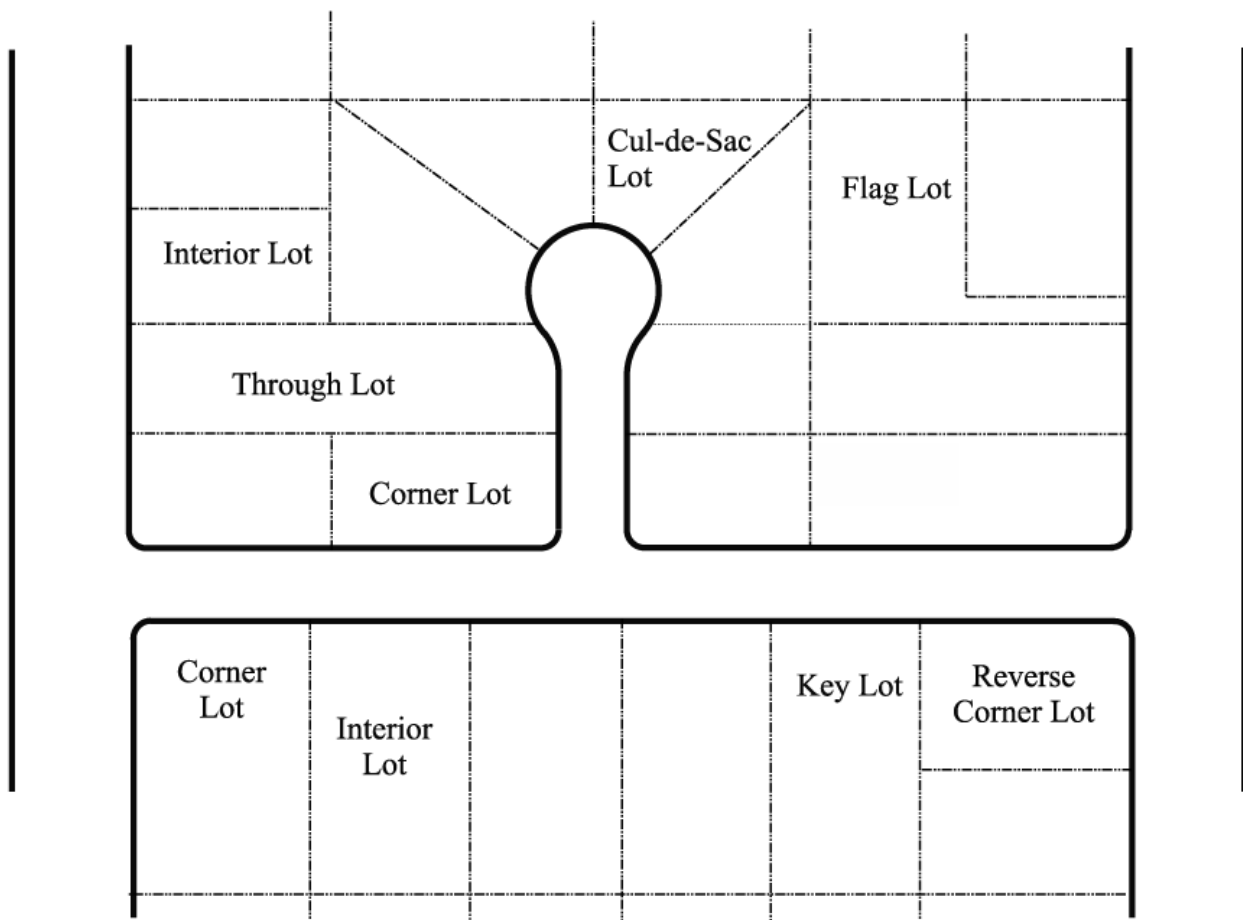 Cul-de-Sac
Lot
Flag Lot
Interior Lot
Through Lot
Corner Lot
Corner
Lot
Interior
Lot
Key Lot
Reverse
Corner Lot